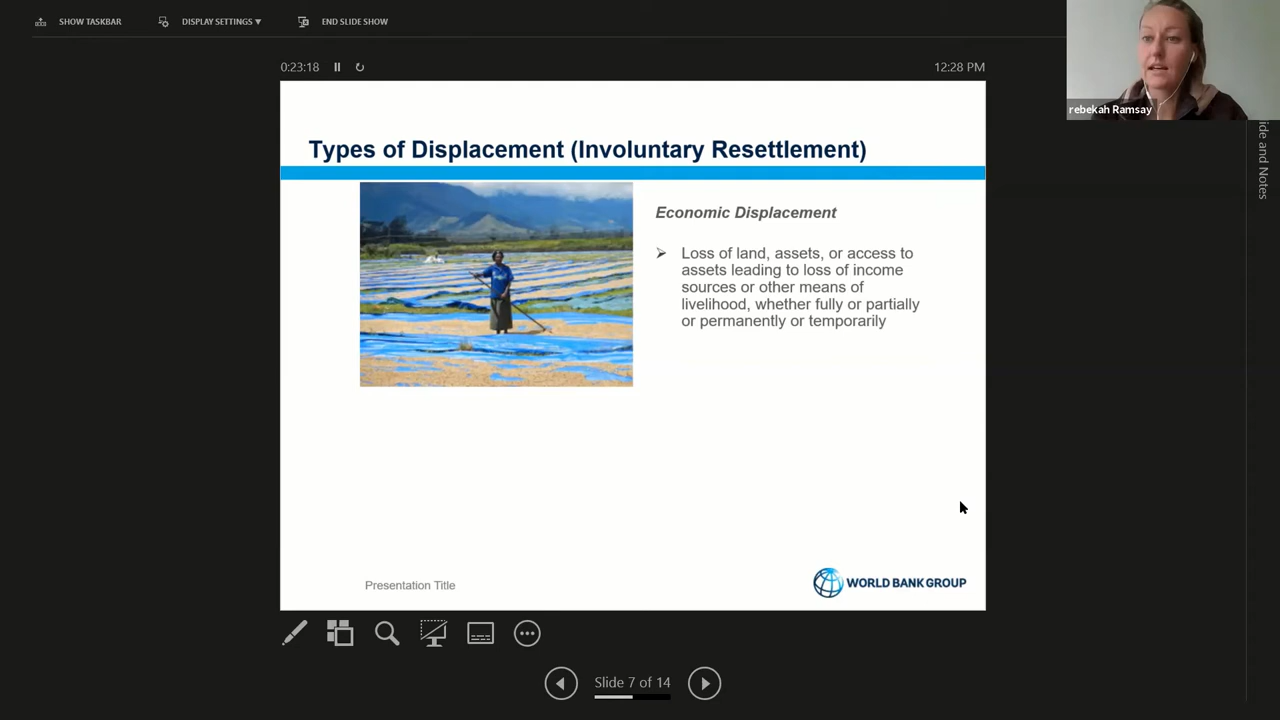 SHOW TASKBAR
DISPLAY SETTINGS ▼
END SLIDE SHOW
0:23:18
12:28 PM
rebekah Ramsay
lide and Notes
Types of Displacement (Involuntary Resettlement)
Economic Displacement
➢ Loss of land, assets, or access to
assets leading to loss of income
sources or other means of
livelihood, whether fully or partially
or permanently or temporarily
Presentation Title
WORLD BANK GROUP
Slide 7 of 14